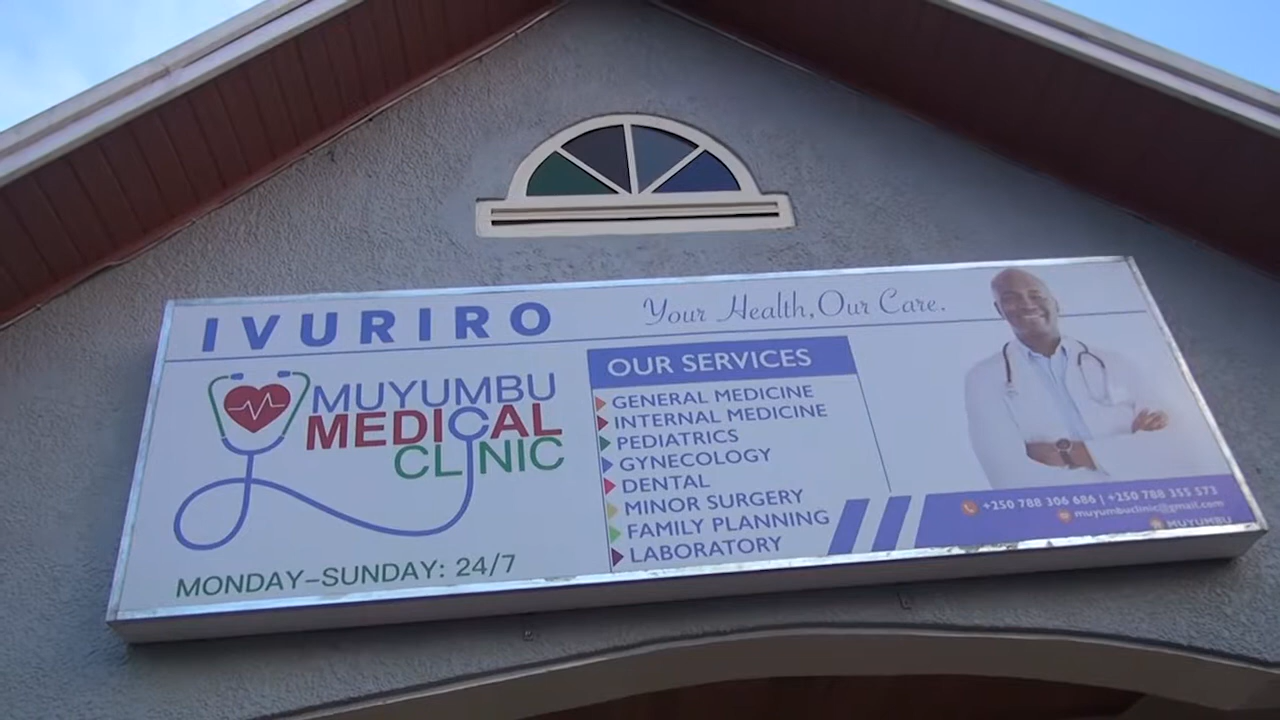 IVURIRO
Your Health, Our Care.
MUYUMBU
MEDICAL
CLINIC
MONDAY-SUNDAY: 24/7
OUR SERVICES
GENERAL MEDICINE
INTERNAL MEDICINE
PEDIATRICS
GYNECOLOGY
DENTAL
MINOR SURGERY
FAMILY PLANNING
LABORATORY
+250 788 306 686 | +250 788 355 573
muyumbuclinic@gmail.com
MUYUMBU